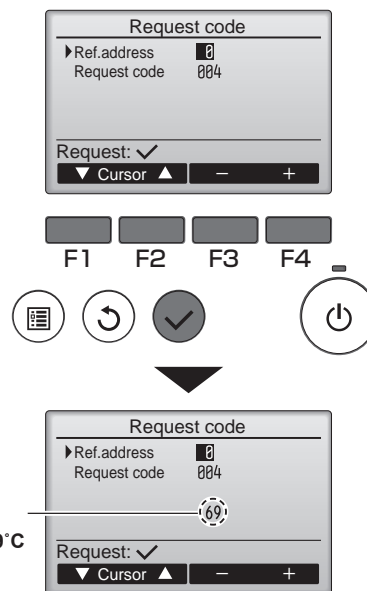 Request code
Ref.address 0
Request code 004
Request: ✓
▼ Cursor ▲ − +
F1 F2 F3 F4
Request code
Ref.address 0
Request code 004
69
°C
Request: ✓
▼ Cursor ▲ − +